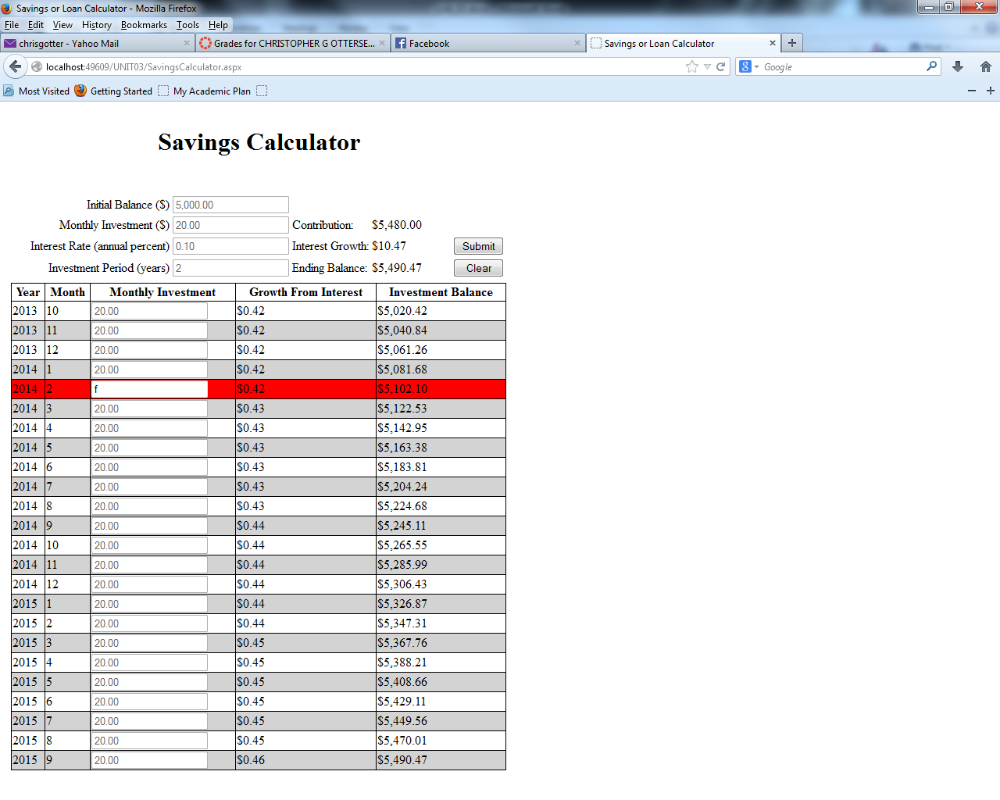 Savings or Loan Calculator - Mozilla Firefox
File Edit View History Bookmarks Tools Help
chrisgotter - Yahoo Mail × Grades for CHRISTOPHER G OTTERSE... × Facebook × Savings or Loan Calculator × +
localhost:49609/UNIT03/SavingsCalculator.aspx Google
Most Visited Getting Started My Academic Plan
Savings Calculator
Initial Balance ($) 5,000.00
Monthly Investment ($) 20.00 Contribution: $5,480.00
Interest Rate (annual percent) 0.10 Interest Growth: $10.47 Submit
Investment Period (years) 2 Ending Balance: $5,490.47 Clear
Year Month Monthly Investment Growth From Interest Investment Balance
2013 10 20.00 $0.42 $5,020.42
2013 11 20.00 $0.42 $5,040.84
2013 12 20.00 $0.42 $5,061.26
2014 1 20.00 $0.42 $5,081.68
2014 2 f $0.42 $5,102.10
2014 3 20.00 $0.43 $5,122.53
2014 4 20.00 $0.43 $5,142.95
2014 5 20.00 $0.43 $5,163.38
2014 6 20.00 $0.43 $5,183.81
2014 7 20.00 $0.43 $5,204.24
2014 8 20.00 $0.43 $5,224.68
2014 9 20.00 $0.44 $5,245.11
2014 10 20.00 $0.44 $5,265.55
2014 11 20.00 $0.44 $5,285.99
2014 12 20.00 $0.44 $5,306.43
2015 1 20.00 $0.44 $5,326.87
2015 2 20.00 $0.44 $5,347.31
2015 3 20.00 $0.45 $5,367.76
2015 4 20.00 $0.45 $5,388.21
2015 5 20.00 $0.45 $5,408.66
2015 6 20.00 $0.45 $5,429.11
2015 7 20.00 $0.45 $5,449.56
2015 8 20.00 $0.45 $5,470.01
2015 9 20.00 $0.46 $5,490.47